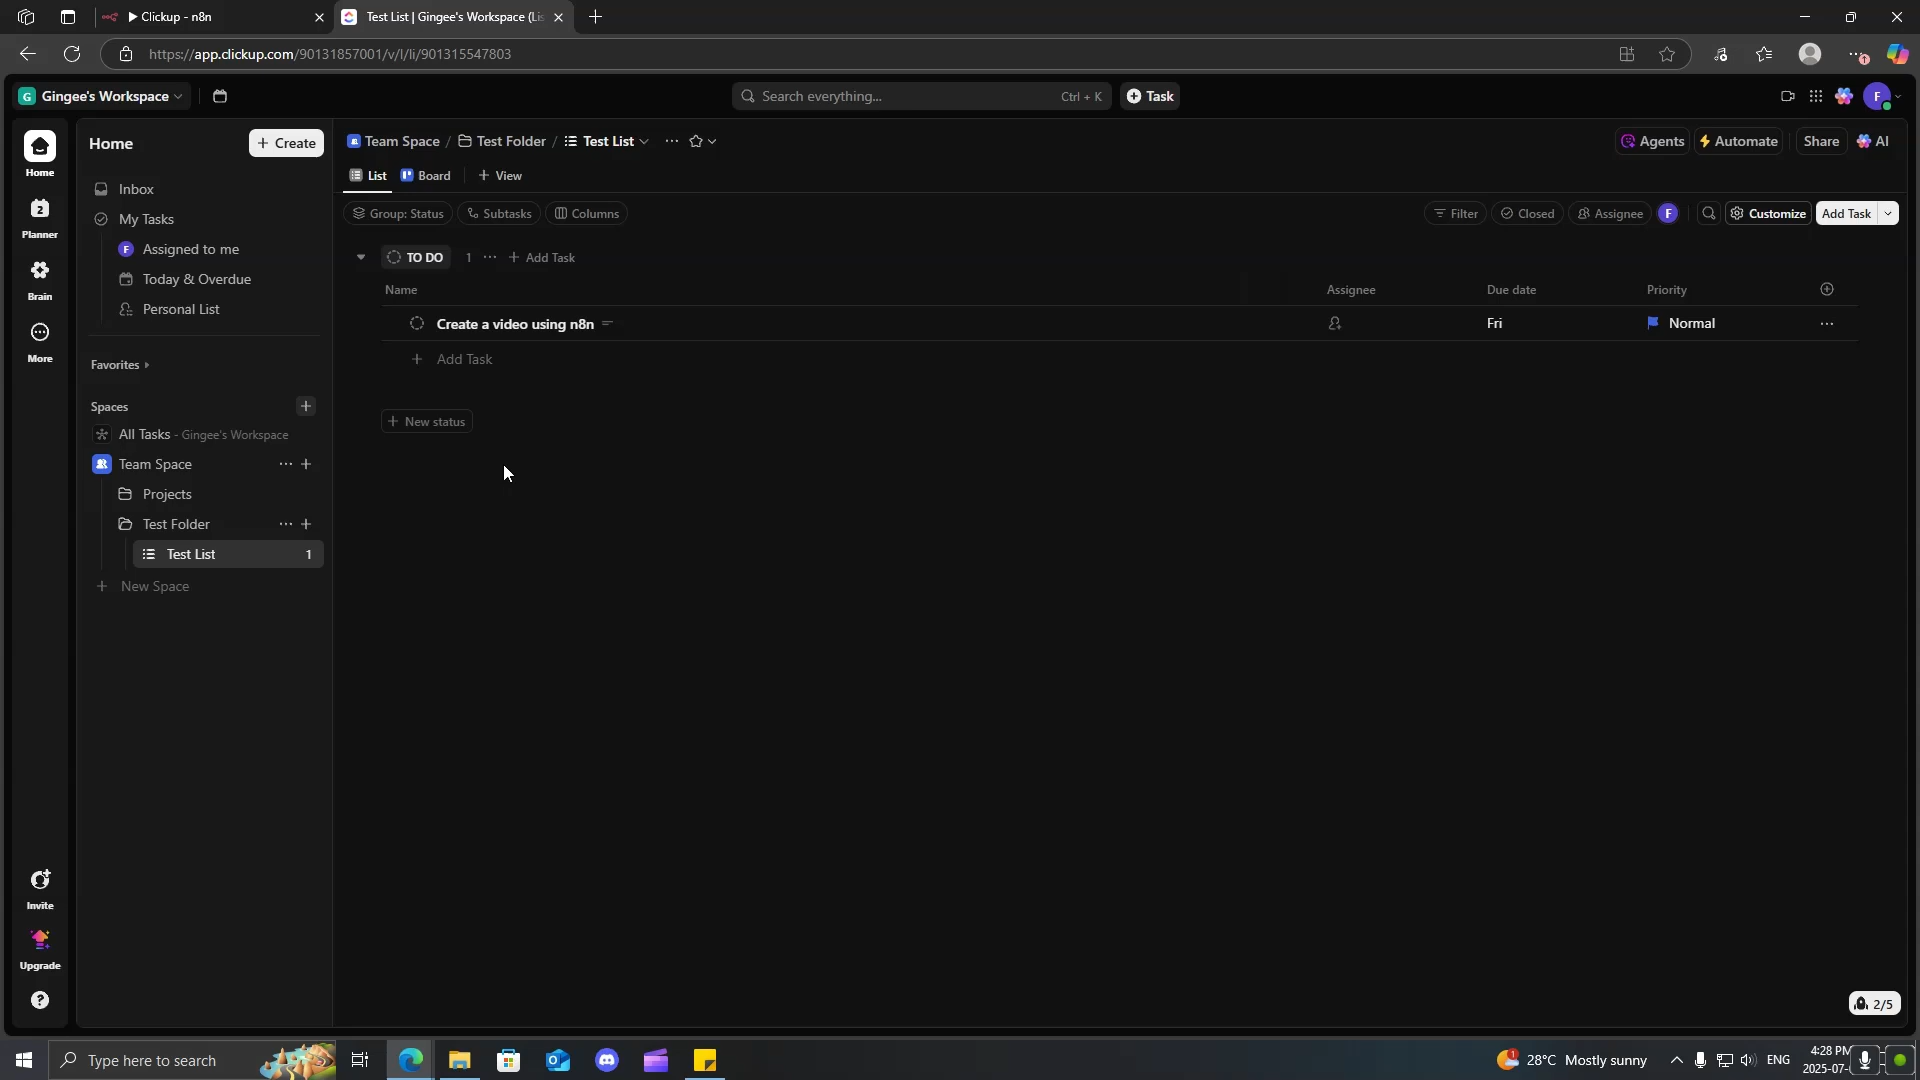 Clickup - n8n
Test List | Gingee's Workspace (Lis
https://app.clickup.com/90131857001/v/l/li/901315547803
1
G Gingee's Workspace
Search everything... Ctrl + K
Task
F
Home
Planner
2
Brain
More
Invite
Upgrade
?
Home
+ Create
Inbox
My Tasks
F Assigned to me
Today & Overdue
Personal List
Favorites
Spaces
All Tasks - Gingee's Workspace
Team Space
Projects
Test Folder
Test List 1
New Space
Team Space / Test Folder / Test List
Agents Automate Share AI
List Board + View
Group: Status Subtasks Columns
Filter Closed Assignee F Customize Add Task
TO DO 1 ... + Add Task
Name Assignee Due date Priority
Create a video using n8n Fri Normal
+ Add Task
+ New status
2/5
Type here to search
1 28°C Mostly sunny
ENG
4:28 PM
2025-07-